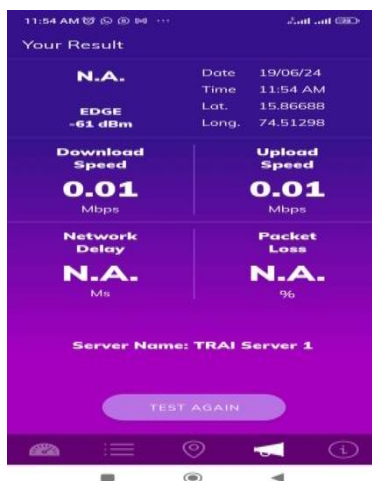 11:54 AM
Your Result
N.A.
EDGE
-61 dBm
Date 19/06/24
Time 11:54 AM
Lat. 15.86688
Long. 74.51298
Download Speed
0.01
Mbps
Upload Speed
0.01
Mbps
Network Delay
N.A.
Ms
Packet Loss
N.A.
%
Server Name: TRAI Server 1
TEST AGAIN